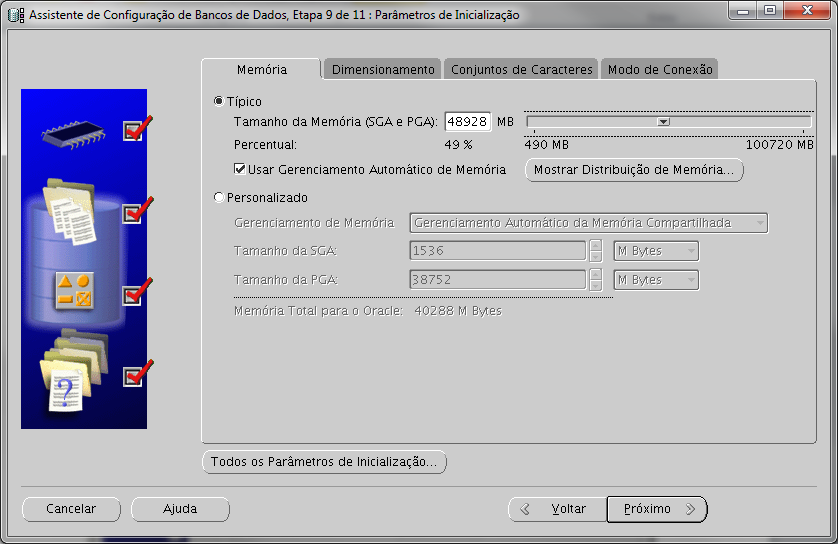 Assistente de Configuração de Bancos de Dados, Etapa 9 de 11 : Parâmetros de Inicialização
Memória Dimensionamento Conjuntos de Caracteres Modo de Conexão
Típico
Tamanho da Memória (SGA e PGA): 48928 MB
Percentual: 49 % 490 MB 100720 MB
Usar Gerenciamento Automático de Memória Mostrar Distribuição de Memória...
Personalizado
Gerenciamento de Memória Gerenciamento Automático da Memória Compartilhada
Tamanho da SGA: 1536 M Bytes
Tamanho da PGA: 38752 M Bytes
Memória Total para o Oracle: 40288 M Bytes
?
Todos os Parâmetros de Inicialização...
Cancelar Ajuda Voltar Próximo